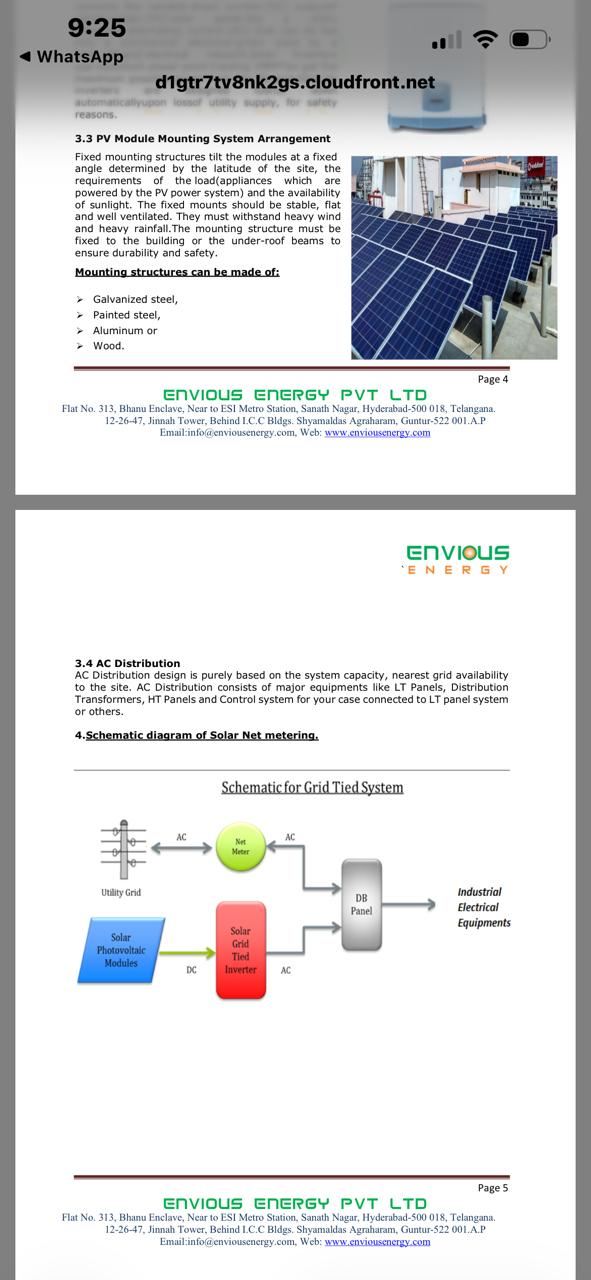 9:25
WhatsApp
d1gtr7tv8nk2gs.cloudfront.net
automaticallyupon lossof utility supply, for safety
reasons.
3.3 PV Module Mounting System Arrangement
Fixed mounting structures tilt the modules at a fixed
angle determined by the latitude of the site, the
requirements of the load(appliances which are
powered by the PV power system) and the availability
of sunlight. The fixed mounts should be stable, flat
and well ventilated. They must withstand heavy wind
and heavy rainfall.The mounting structure must be
fixed to the building or the under-roof beams to
ensure durability and safety.
Mounting structures can be made of:
➢ Galvanized steel,
➢ Painted steel,
➢ Aluminum or
➢ Wood.
Page 4
ENVIOUS ENERGY PVT LTD
Flat No. 313, Bhanu Enclave, Near to ESI Metro Station, Sanath Nagar, Hyderabad-500 018, Telangana.
12-26-47, Jinnah Tower, Behind I.C.C Bldgs. Shyamaldas Agraharam, Guntur-522 001.A.P
Email:info@enviousenergy.com, Web: www.enviousenergy.com
ENVIOUS
ENERGY
3.4 AC Distribution
AC Distribution design is purely based on the system capacity, nearest grid availability
to the site. AC Distribution consists of major equipments like LT Panels, Distribution
Transformers, HT Panels and Control system for your case connected to LT panel system
or others.
4.Schematic diagram of Solar Net metering.
Schematic for Grid Tied System
AC
Net
Meter
AC
Utility Grid
DB
Panel
Industrial
Electrical
Equipments
Solar
Photovoltaic
Modules
DC
Solar
Grid
Tied
Inverter
AC
Page 5
ENVIOUS ENERGY PVT LTD
Flat No. 313, Bhanu Enclave, Near to ESI Metro Station, Sanath Nagar, Hyderabad-500 018, Telangana.
12-26-47, Jinnah Tower, Behind I.C.C Bldgs. Shyamaldas Agraharam, Guntur-522 001.A.P
Email:info@enviousenergy.com, Web: www.enviousenergy.com